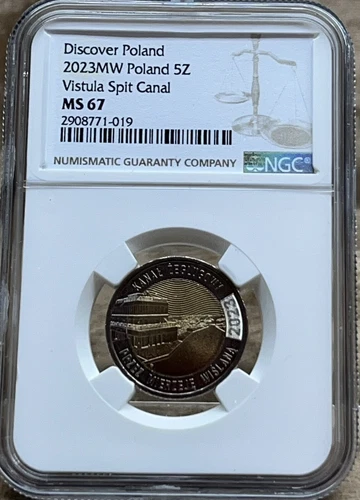 Discover Poland
2023MW Poland 5Z
Vistula Spit Canal
MS 67
2908771-019
NUMISMATIC GUARANTY COMPANY
NGC
KANAŁ ŻEGLUGOWY
PRZEZ MIERZEJĘ WIŚLANĄ
2023